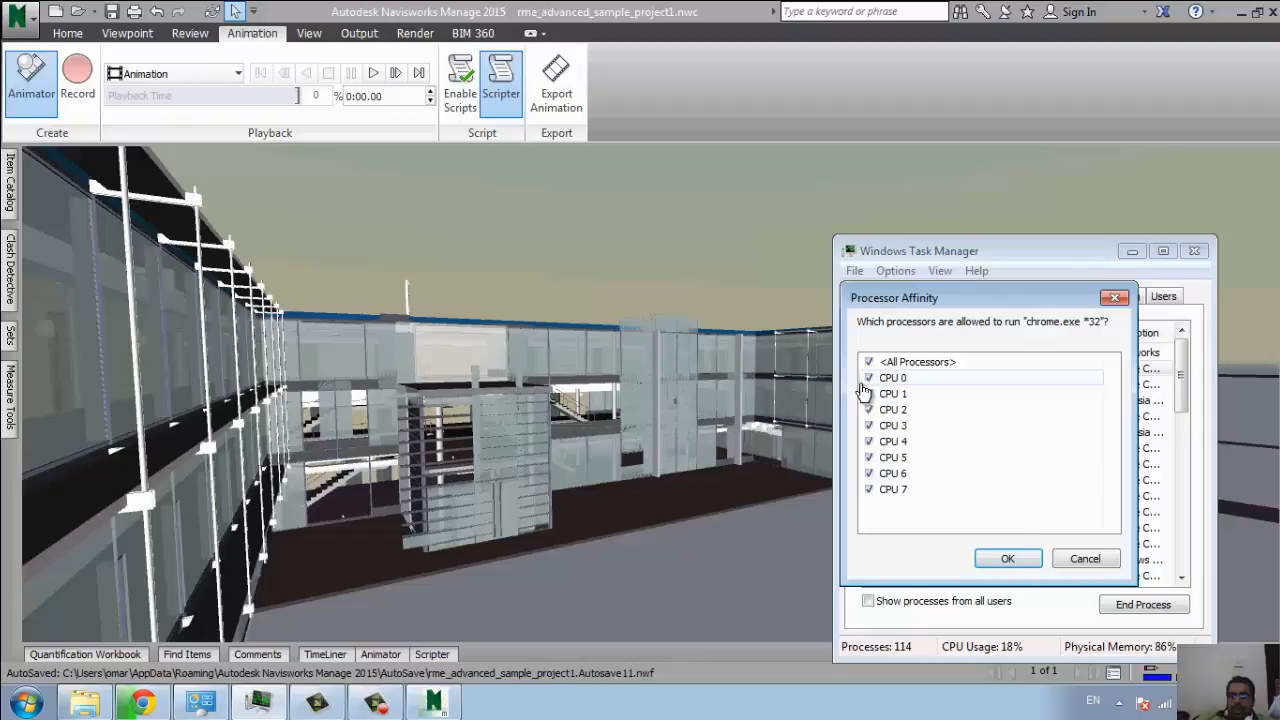 Autodesk Navisworks Manage 2015 rme_advanced_sample_project1.nwc
Type a keyword or phrase
Sign In
Home Viewpoint Review Animation View Output Render BIM 360
Animator
Record
Animation
Playback Time
0 % 0:00.00
Enable Scripts
Scripter
Export Animation
Create Playback Script Export
Item Catalog
Clash Detective
Sets
Measure Tools
Windows Task Manager
File Options View Help
Users
Processor Affinity
Which processors are allowed to run "chrome.exe *32"?
<All Processors>
CPU 0
CPU 1
CPU 2
CPU 3
CPU 4
CPU 5
CPU 6
CPU 7
OK Cancel
Show processes from all users
End Process
Processes: 114 CPU Usage: 18% Physical Memory: 86%
Quantification Workbook Find Items Comments TimeLiner Animator Scripter
AutoSaved: C:\Users\omar\AppData\Roaming\Autodesk Navisworks Manage 2015\AutoSave\rme_advanced_sample_project1.Autosave11.nwf
1 of 1
EN